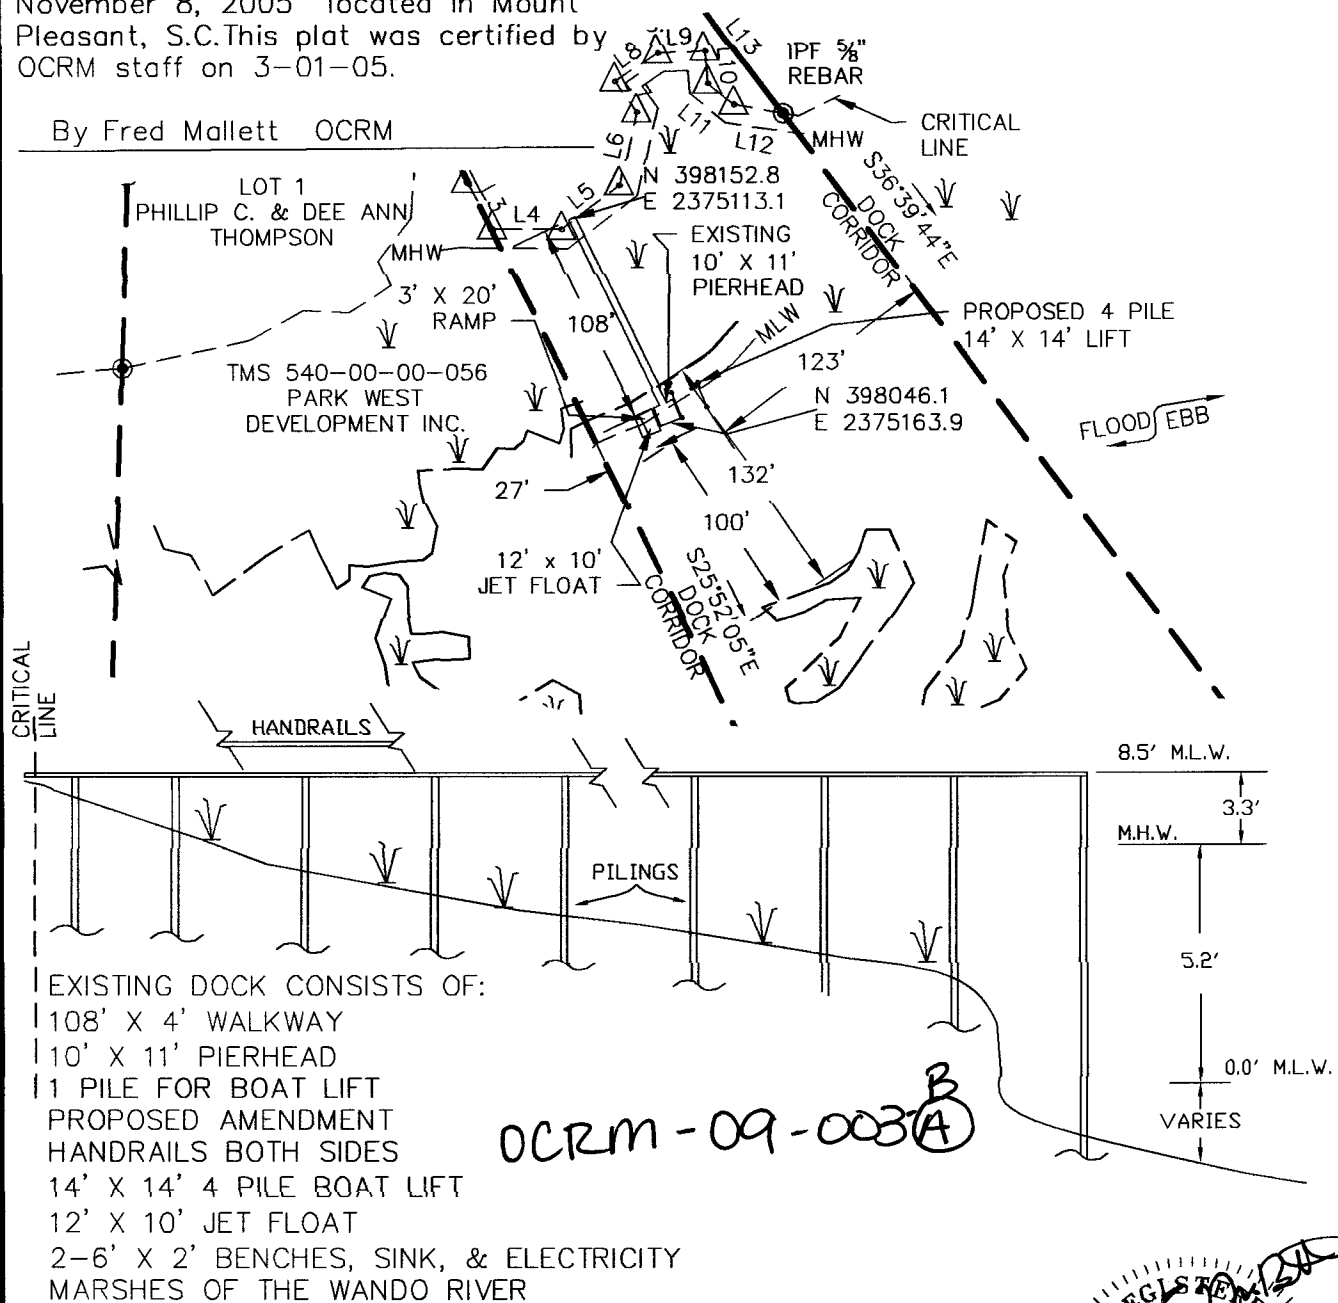 November 8, 2005 located in Mount
Pleasant, S.C.This plat was certified by
OCRM staff on 3-01-05.
By Fred Mallett OCRM
L8
L9
L10
L13
IPF 5/8"
REBAR
CRITICAL
LINE
L11
L12
MHW
L6
L5
N 398152.8
E 2375113.1
S36°39'44"E
DOCK
CORRIDOR
LOT 1
PHILLIP C. & DEE ANN
THOMPSON
3
L4
MHW
EXISTING
10' X 11'
PIERHEAD
3' X 20'
RAMP
108'
MLW
PROPOSED 4 PILE
14' X 14' LIFT
123'
TMS 540-00-00-056
PARK WEST
DEVELOPMENT INC.
N 398046.1
E 2375163.9
FLOOD EBB
132'
27'
100'
12' x 10'
JET FLOAT
S25°52'05"E
DOCK
CORRIDOR
CRITICAL
LINE
HANDRAILS
8.5' M.L.W.
3.3'
M.H.W.
PILINGS
5.2'
0.0' M.L.W.
VARIES
EXISTING DOCK CONSISTS OF:
108' X 4' WALKWAY
10' X 11' PIERHEAD
1 PILE FOR BOAT LIFT
PROPOSED AMENDMENT
HANDRAILS BOTH SIDES
14' X 14' 4 PILE BOAT LIFT
12' X 10' JET FLOAT
2-6' X 2' BENCHES, SINK, & ELECTRICITY
MARSHES OF THE WANDO RIVER
B
OCRM-09-003 A